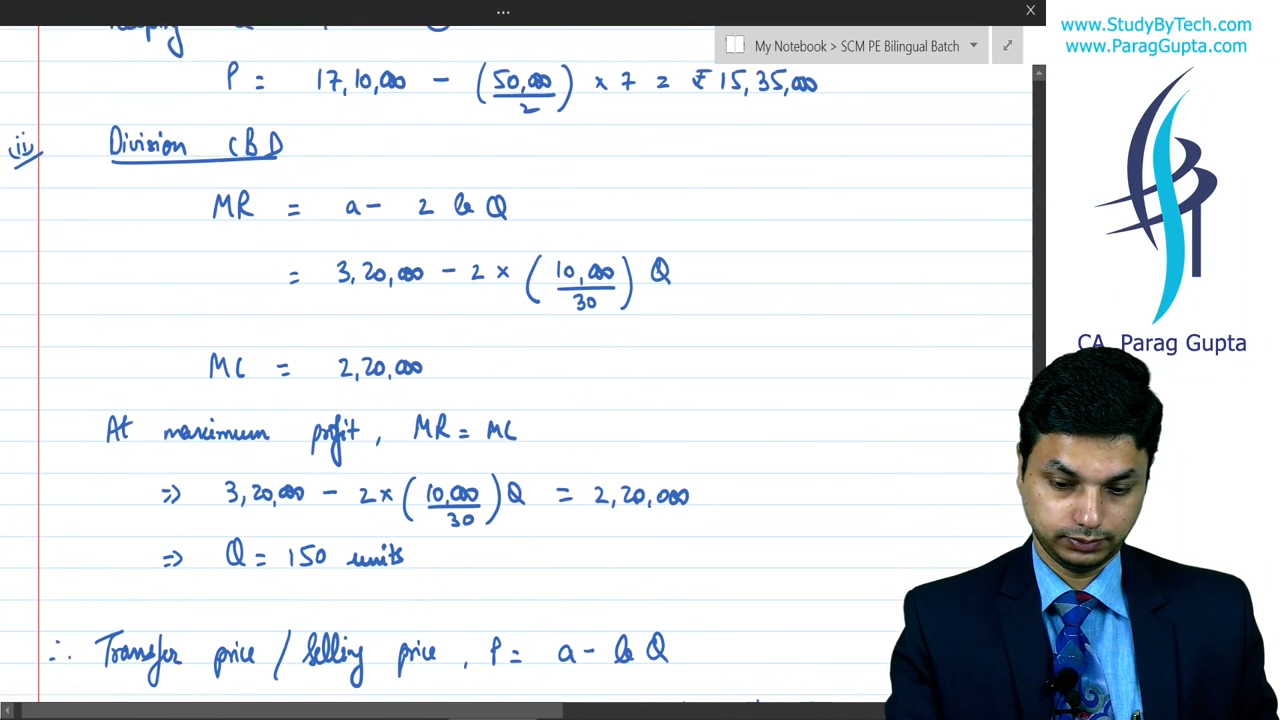 ...
My Notebook > SCM PE Bilingual Batch
P = 17,10,000 - (50,000/2) × 7 = ₹15,35,000
(ii) Division CBD
MR = a - 2 b Q
= 3,20,000 - 2 × (10,000/30) Q
MC = 2,20,000
At maximum profit, MR = MC
⇒ 3,20,000 - 2 × (10,000/30) Q = 2,20,000
⇒ Q = 150 units
∴ Transfer price / Selling price, P = a - b Q
www.StudyByTech.com
www.ParagGupta.com
CA. Parag Gupta